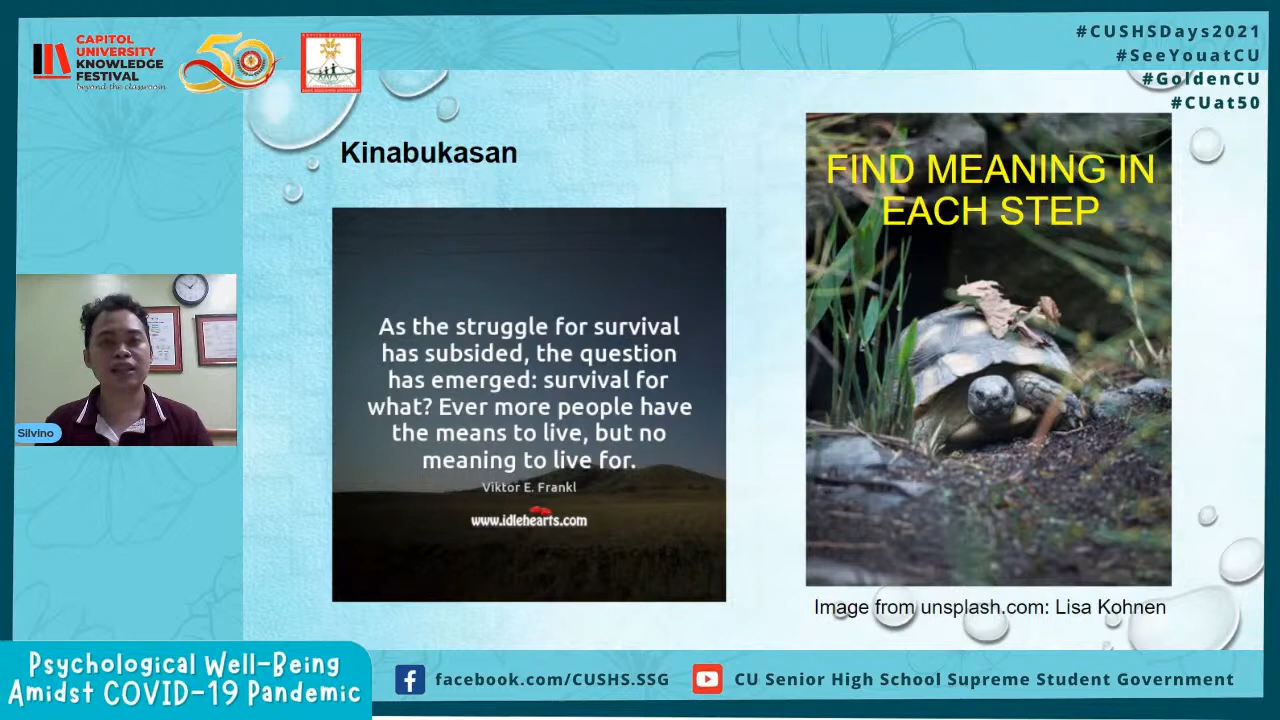 CAPITOL
UNIVERSITY
KNOWLEDGE
FESTIVAL
beyond the classroom
50
#CUSHSDays2021
#SeeYouatCU
#GoldenCU
#CUat50
Kinabukasan
As the struggle for survival
has subsided, the question
has emerged: survival for
what? Ever more people have
the means to live, but no
meaning to live for.
Viktor E. Frankl
www.idlehearts.com
FIND MEANING IN
EACH STEP
Image from unsplash.com: Lisa Kohnen
Silvino
Psychological Well-Being
Amidst COVID-19 Pandemic
facebook.com/CUSHS.SSG
CU Senior High School Supreme Student Government